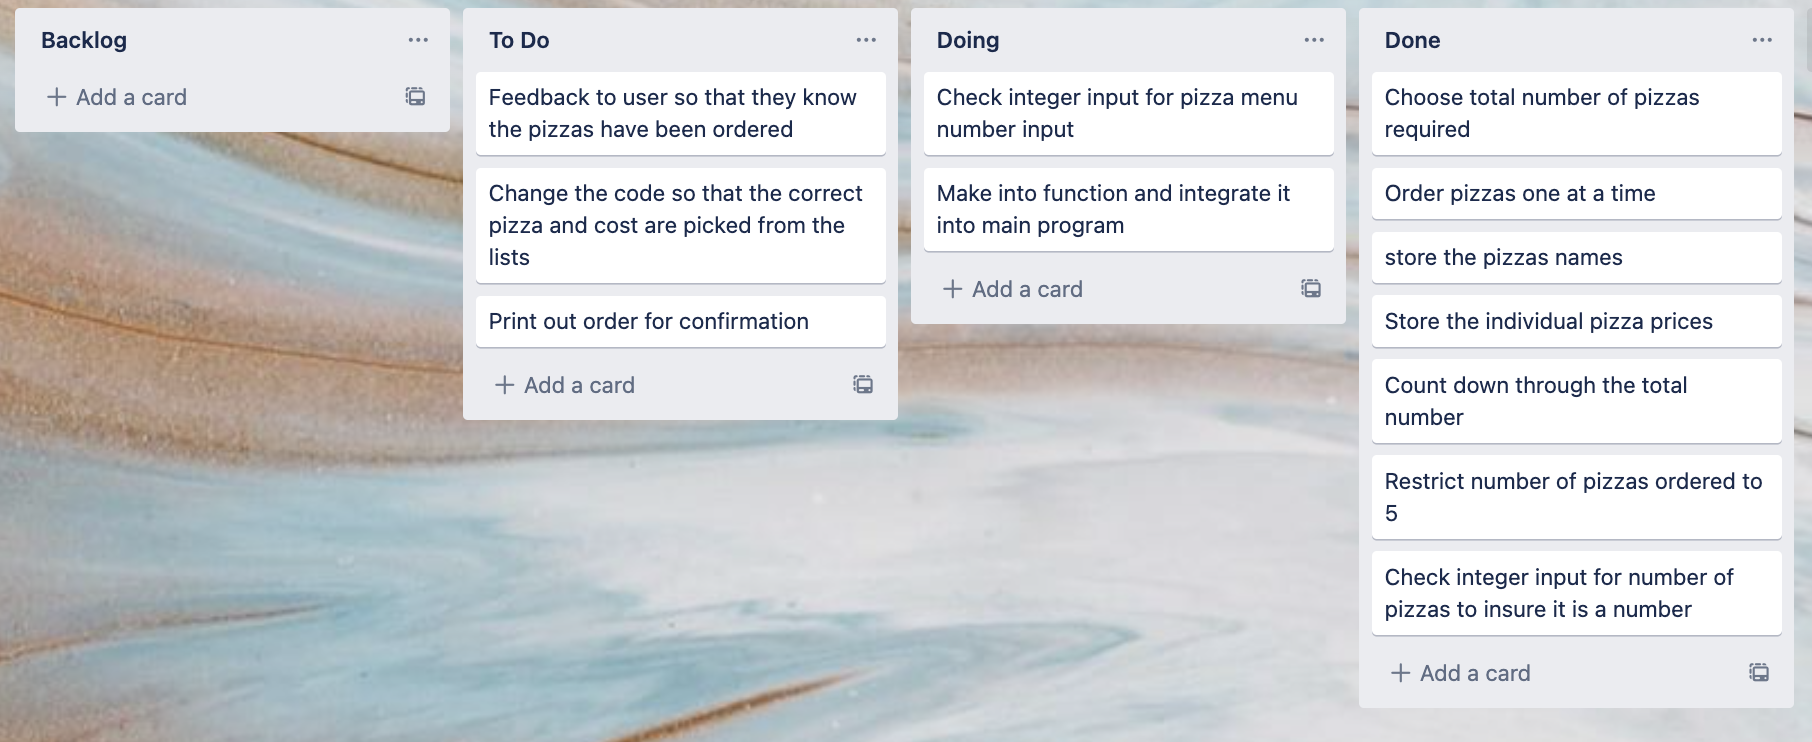 Backlog
Add a card
To Do
Feedback to user so that they know
the pizzas have been ordered
Change the code so that the correct
pizza and cost are picked from the
lists
Print out order for confirmation
Add a card
Doing
Check integer input for pizza menu
number input
Make into function and integrate it
into main program
Add a card
Done
Choose total number of pizzas
required
Order pizzas one at a time
store the pizzas names
Store the individual pizza prices
Count down through the total
number
Restrict number of pizzas ordered to
5
Check integer input for number of
pizzas to insure it is a number
Add a card